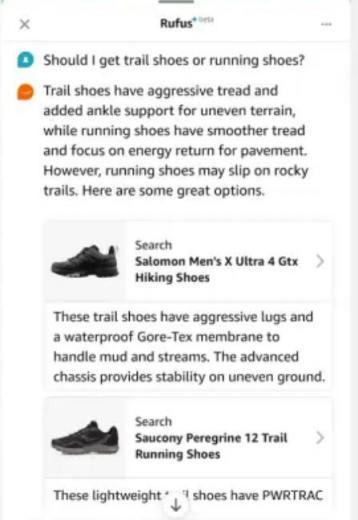 Rufus beta
Should I get trail shoes or running shoes?
Trail shoes have aggressive tread and
added ankle support for uneven terrain,
while running shoes have smoother tread
and focus on energy return for pavement.
However, running shoes may slip on rocky
trails. Here are some great options.
Search
Salomon Men's X Ultra 4 Gtx
Hiking Shoes
These trail shoes have aggressive lugs and
a waterproof Gore-Tex membrane to
handle mud and streams. The advanced
chassis provides stability on uneven ground.
Search
Saucony Peregrine 12 Trail
Running Shoes
These lightweight shoes have PWRTRAC